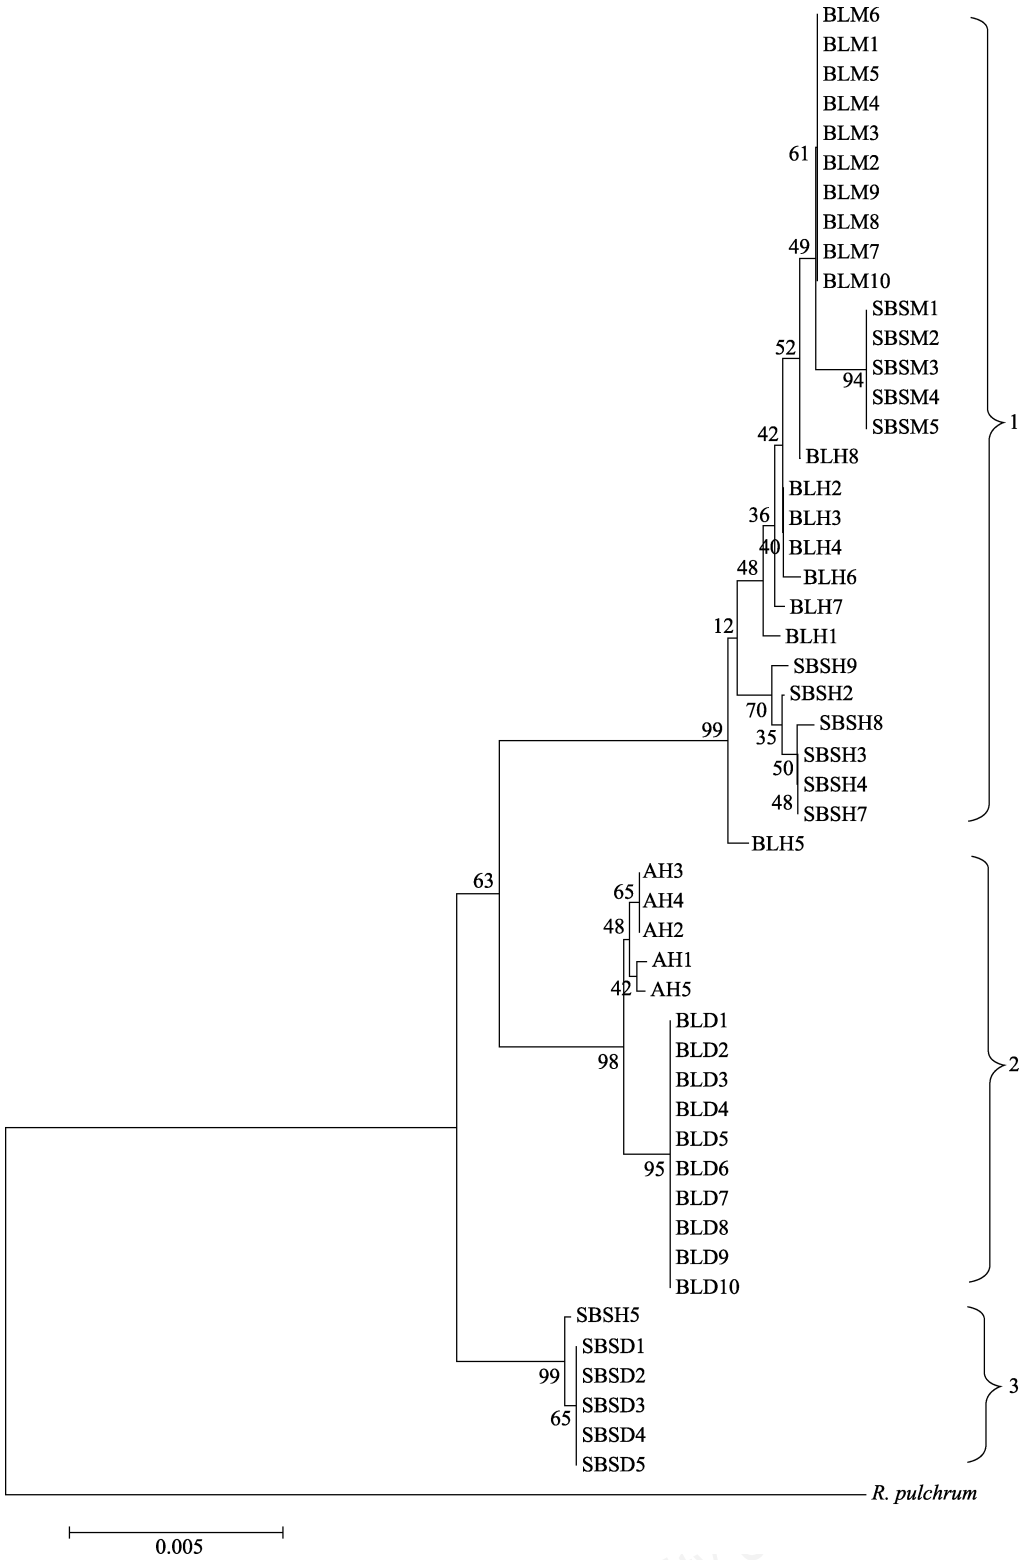 BLM6
BLM1
BLM5
BLM4
BLM3
61
BLM2
BLM9
BLM8
49
BLM7
BLM10
SBSM1
SBSM2
52
SBSM3
94
SBSM4
SBSM5
1
42
BLH8
BLH2
36
BLH3
40
BLH4
48
BLH6
BLH7
12
BLH1
SBSH9
SBSH2
70
SBSH8
99
35
SBSH3
50
SBSH4
48
SBSH7
BLH5
63
AH3
65
AH4
48
AH2
AH1
42
AH5
BLD1
98
BLD2
2
BLD3
BLD4
BLD5
95
BLD6
BLD7
BLD8
BLD9
BLD10
SBSH5
SBSD1
99
SBSD2
3
SBSD3
65
SBSD4
SBSD5
R. pulchrum
0.005